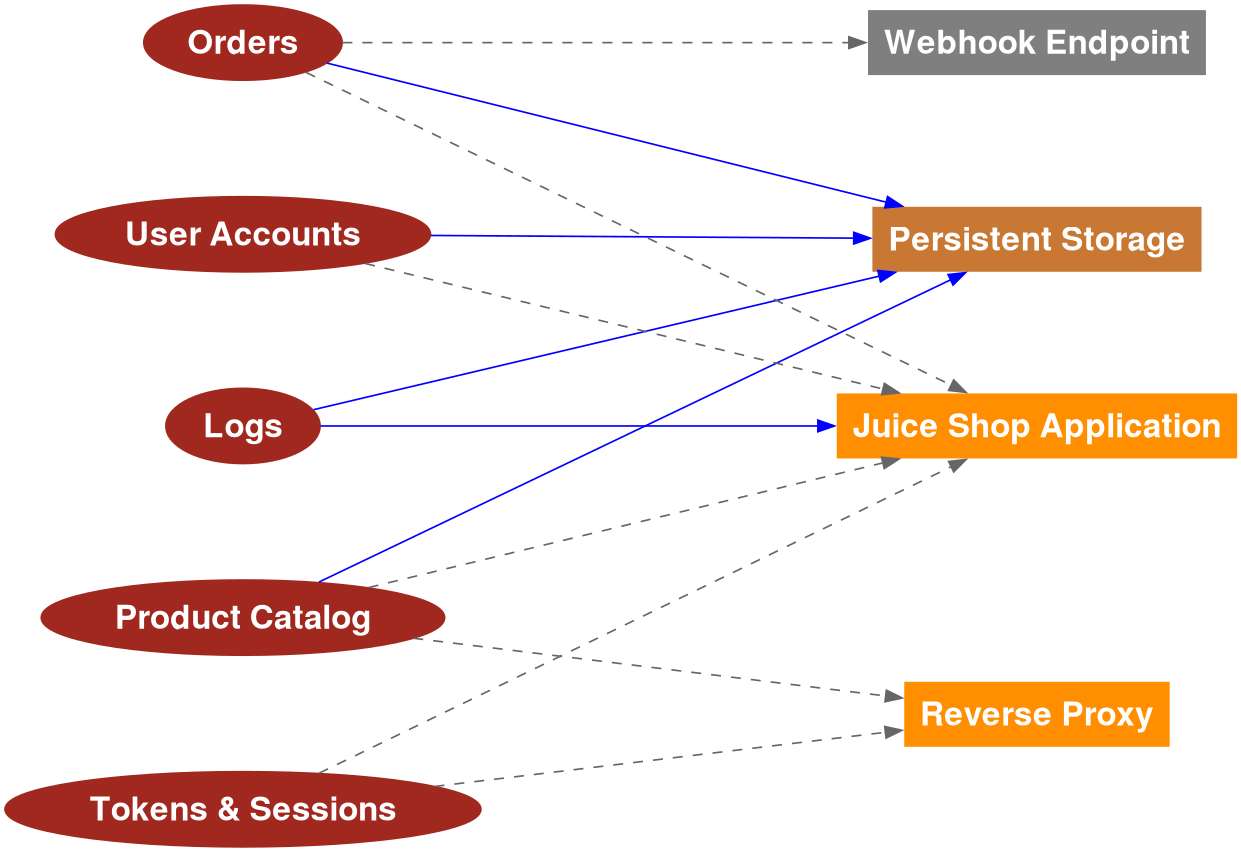 Orders
Webhook Endpoint
User Accounts
Persistent Storage
Logs
Juice Shop Application
Product Catalog
Reverse Proxy
Tokens & Sessions